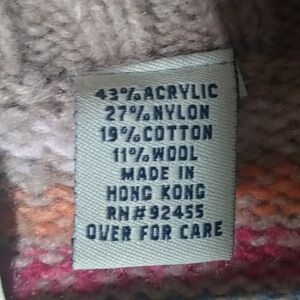 43% ACRYLIC
27% NYLON
19% COTTON
11% WOOL
MADE IN
HONG KONG
RN#92455
OVER FOR CARE